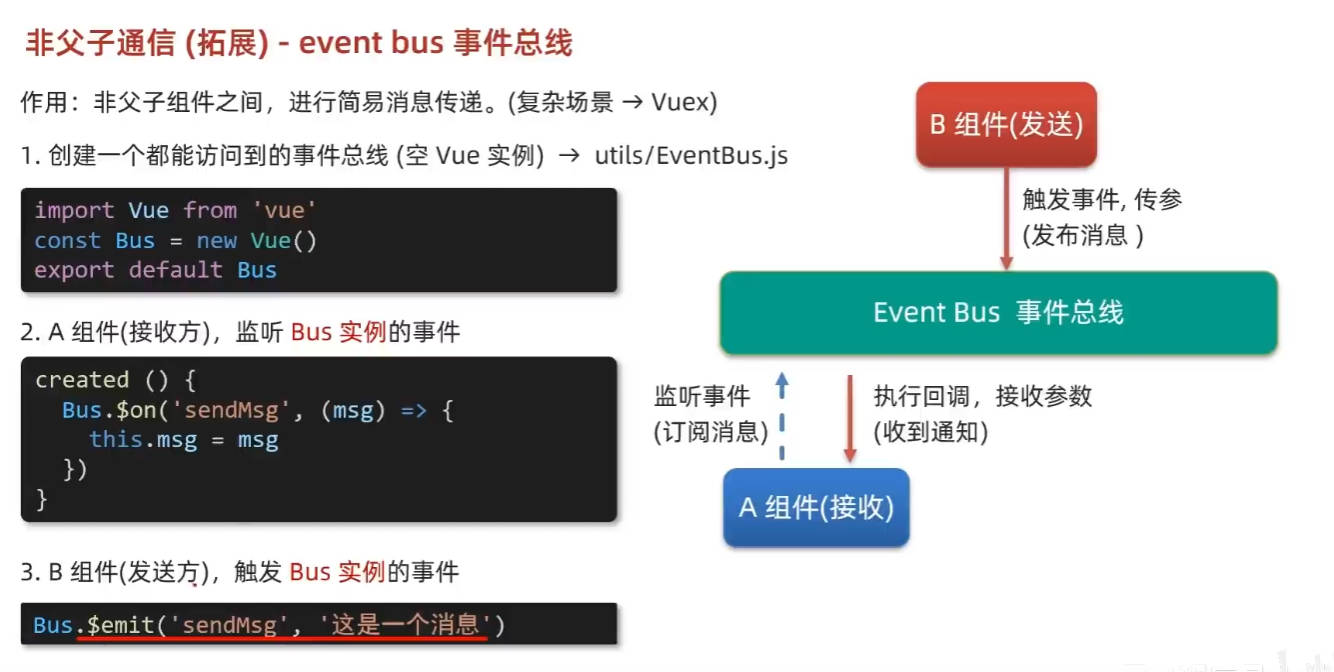 非父子通信 (拓展) - event bus 事件总线
作用：非父子组件之间，进行简易消息传递。(复杂场景 → Vuex)
1. 创建一个都能访问到的事件总线 (空 Vue 实例) → utils/EventBus.js
import Vue from 'vue'
const Bus = new Vue()
export default Bus
2. A 组件(接收方)，监听 Bus 实例的事件
created () {
  Bus.$on('sendMsg', (msg) => {
    this.msg = msg
  })
}
3. B 组件(发送方)，触发 Bus 实例的事件
Bus.$emit('sendMsg', '这是一个消息')
B 组件(发送)
触发事件, 传参
(发布消息 )
Event Bus 事件总线
监听事件
(订阅消息)
执行回调，接收参数
(收到通知)
A 组件(接收)